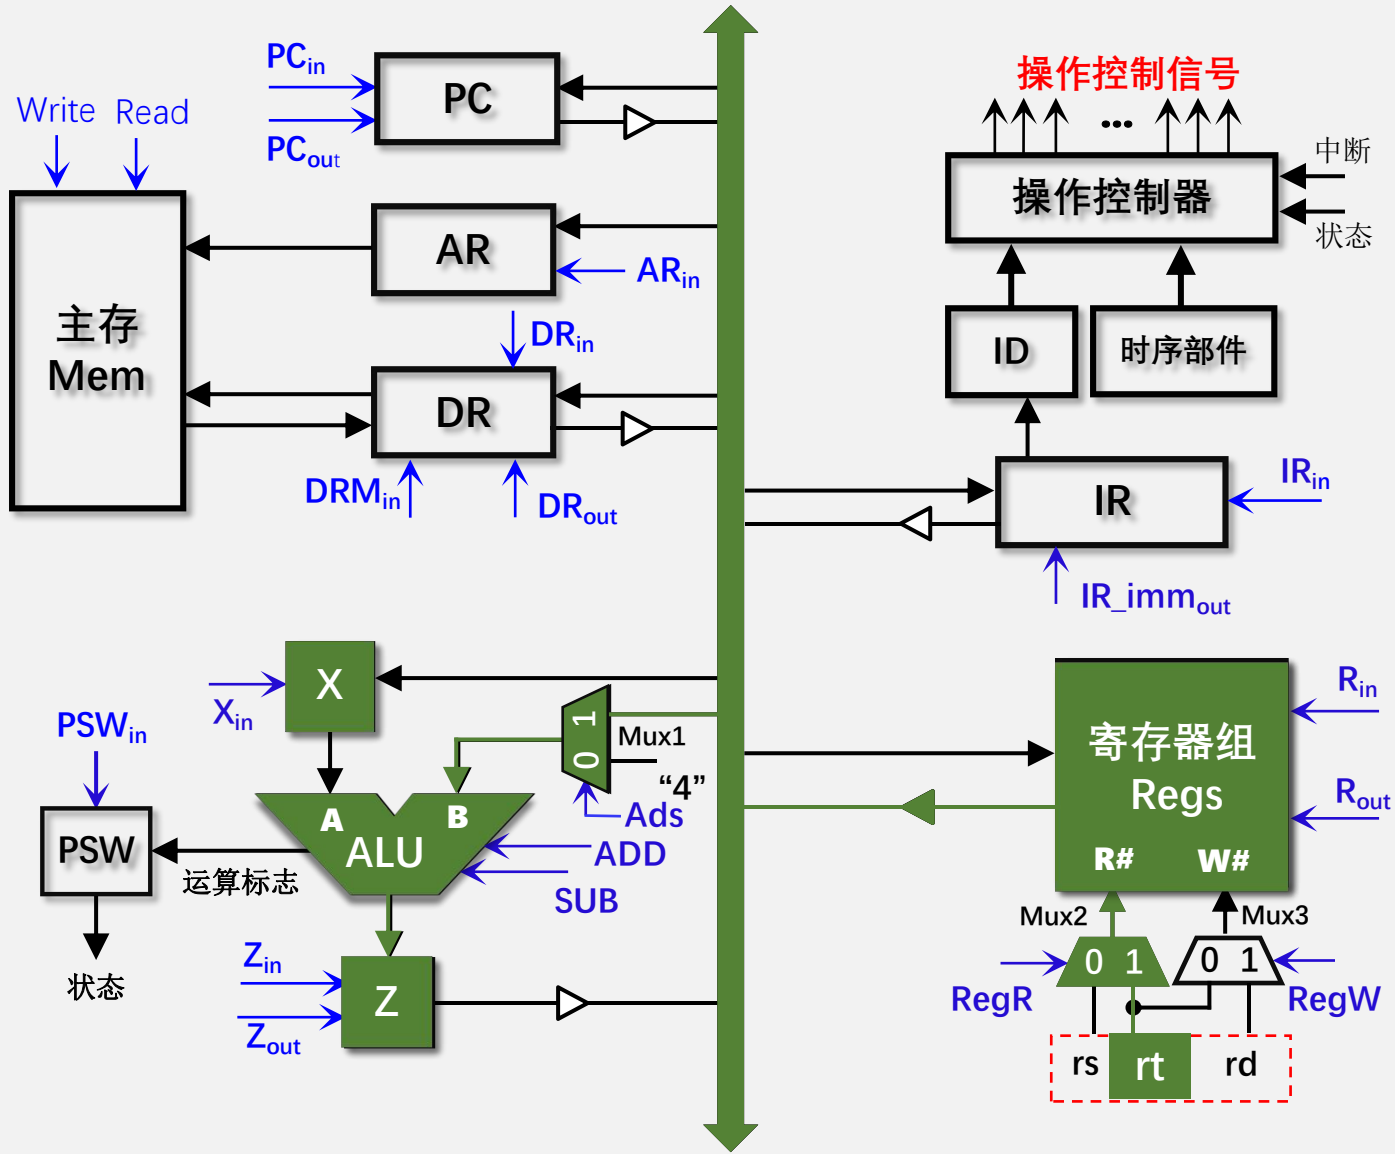 PCin
PC
PCout
Write
Read
操作控制信号
...
中断
操作控制器
状态
AR
ARin
主存
Mem
DRin
DR
DRMin
DRout
ID
时序部件
IR
IRin
IR_immout
X
Xin
PSWin
1
0
Mux1
"4"
Ads
A
B
ALU
ADD
SUB
PSW
运算标志
状态
Zin
Z
Zout
寄存器组
Regs
Rin
Rout
R#
W#
Mux2
Mux3
0 1
0 1
RegR
RegW
rs
rt
rd